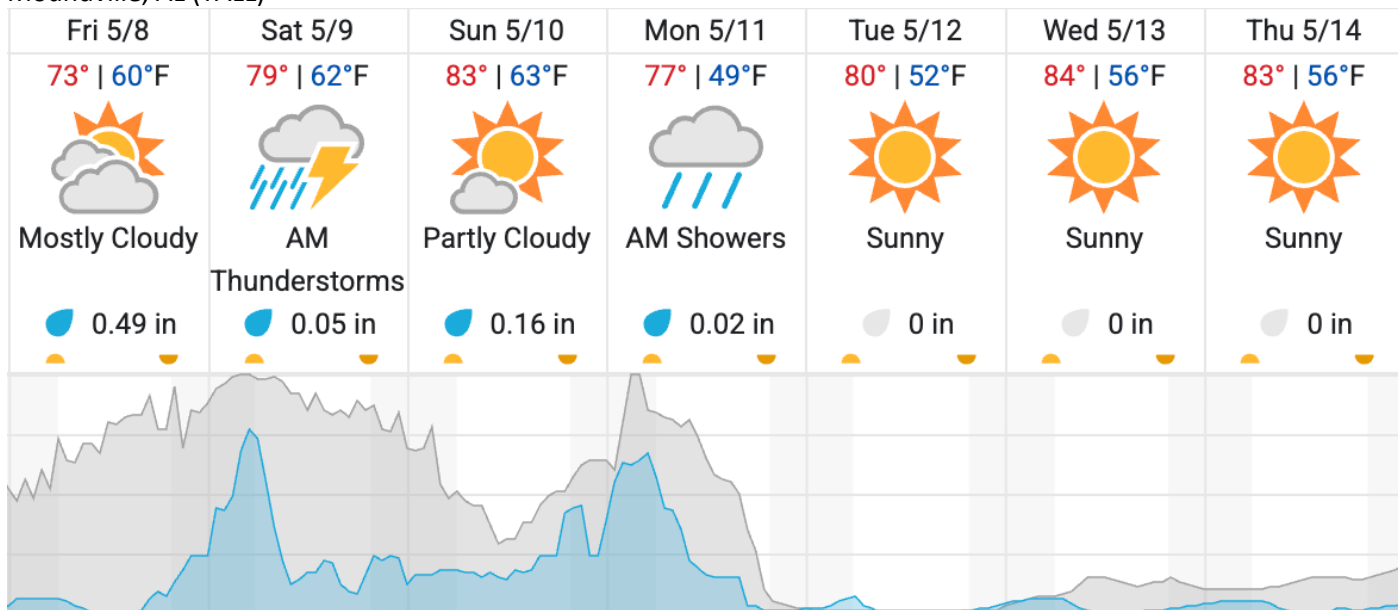 Moundville, AL
Fri 5/8 Sat 5/9 Sun 5/10 Mon 5/11 Tue 5/12 Wed 5/13 Thu 5/14
73° | 60°F 79° | 62°F 83° | 63°F 77° | 49°F 80° | 52°F 84° | 56°F 83° | 56°F
Mostly Cloudy AM Partly Cloudy AM Showers Sunny Sunny Sunny
Thunderstorms
0.49 in 0.05 in 0.16 in 0.02 in 0 in 0 in 0 in